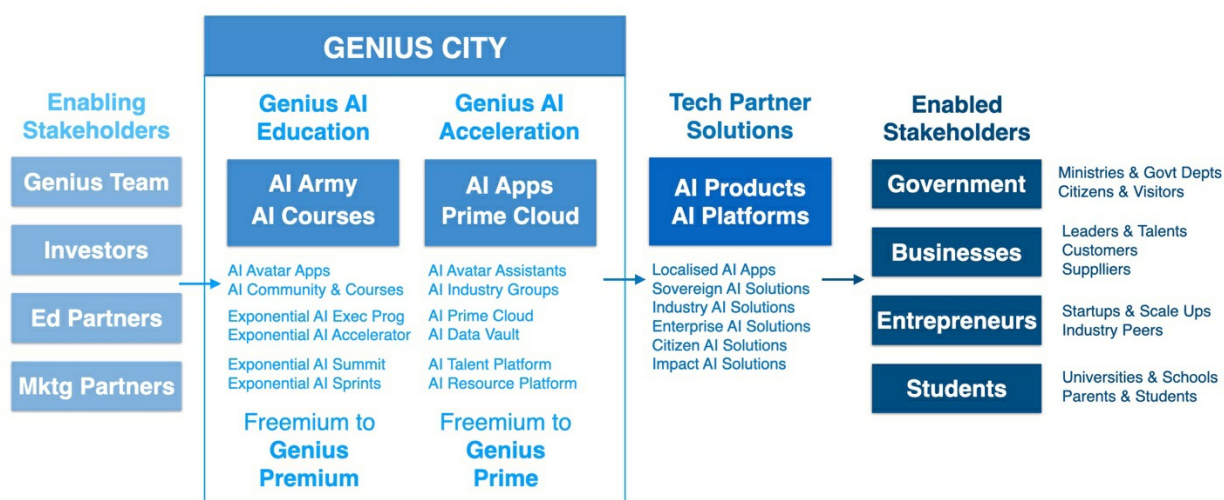 GENIUS CITY
Enabling
Stakeholders
Genius Team
Investors
Ed Partners
Mktg Partners
Genius AI
Education
AI Army
AI Courses
AI Avatar Apps
AI Community & Courses
Exponential AI Exec Prog
Exponential AI Accelerator
Exponential AI Summit
Exponential AI Sprints
Freemium to
Genius
Premium
Genius AI
Acceleration
AI Apps
Prime Cloud
AI Avatar Assistants
AI Industry Groups
AI Prime Cloud
AI Data Vault
AI Talent Platform
AI Resource Platform
Freemium to
Genius
Prime
Tech Partner
Solutions
AI Products
AI Platforms
Localised AI Apps
Sovereign AI Solutions
Industry AI Solutions
Enterprise AI Solutions
Citizen AI Solutions
Impact AI Solutions
Enabled
Stakeholders
Government
Ministries & Govt Depts
Citizens & Visitors
Businesses
Leaders & Talents
Customers
Supplliers
Entrepreneurs
Startups & Scale Ups
Industry Peers
Students
Universities & Schools
Parents & Students